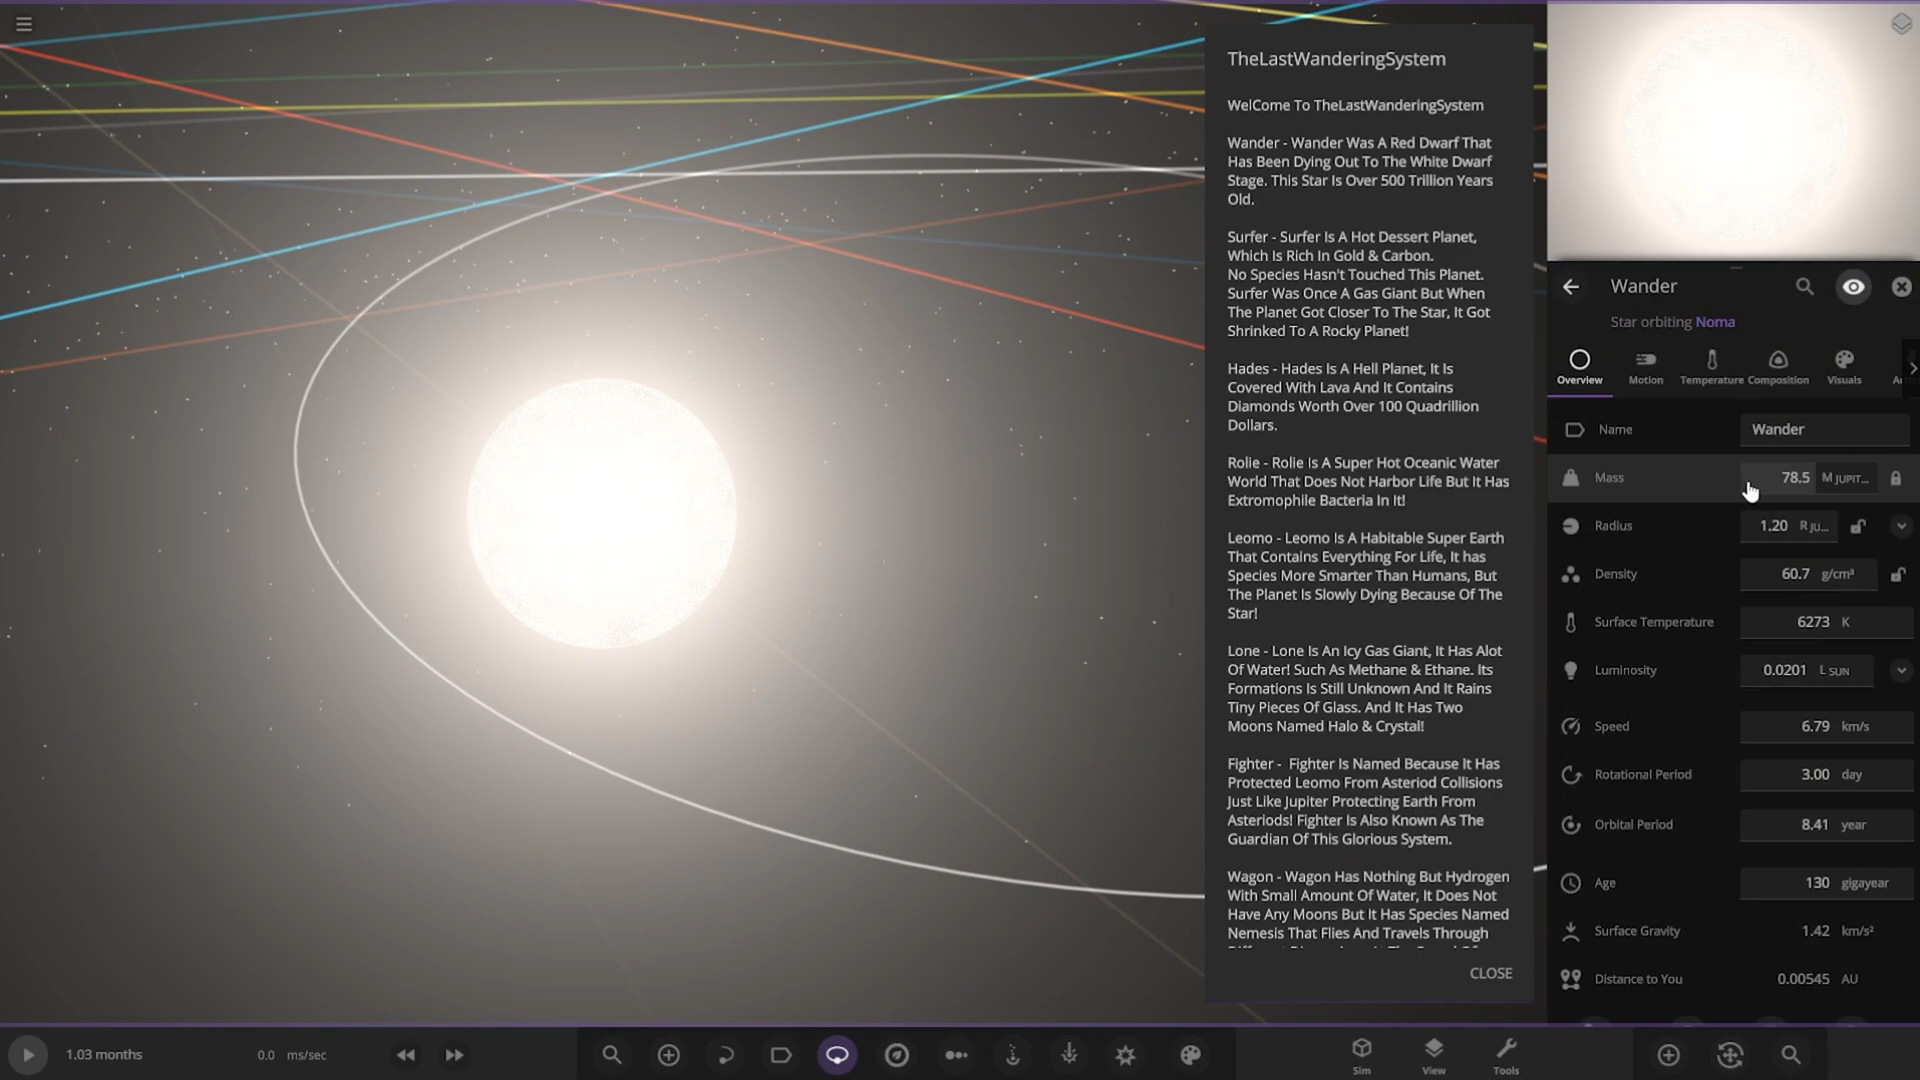 TheLastWanderingSystem
WelCome To TheLastWanderingSystem
Wander - Wander Was A Red Dwarf That
Has Been Dying Out To The White Dwarf
Stage. This Star Is Over 500 Trillion Years
Old.
Surfer - Surfer Is A Hot Dessert Planet,
Which Is Rich In Gold & Carbon.
No Species Hasn't Touched This Planet.
Surfer Was Once A Gas Giant But When
The Planet Got Closer To The Star, It Got
Shrinked To A Rocky Planet!
Hades - Hades Is A Hell Planet, It Is
Covered With Lava And It Contains
Diamonds Worth Over 100 Quadrillion
Dollars.
Rolie - Rolie Is A Super Hot Oceanic Water
World That Does Not Harbor Life But It Has
Extromophile Bacteria In It!
Leomo - Leomo Is A Habitable Super Earth
That Contains Everything For Life, It has
Species More Smarter Than Humans, But
The Planet Is Slowly Dying Because Of The
Star!
Lone - Lone Is An Icy Gas Giant, It Has Alot
Of Water! Such As Methane & Ethane. Its
Formations Is Still Unknown And It Rains
Tiny Pieces Of Glass. And It Has Two
Moons Named Halo & Crystal!
Fighter -  Fighter Is Named Because It Has
Protected Leomo From Asteriod Collisions
Just Like Jupiter Protecting Earth From
Asteriods! Fighter Is Also Known As The
Guardian Of This Glorious System.
Wagon - Wagon Has Nothing But Hydrogen
With Small Amount Of Water, It Does Not
Have Any Moons But It Has Species Named
Nemesis That Flies And Travels Through
CLOSE
Wander
Star orbiting Noma
Overview Motion Temperature Composition Visuals
Name Wander
Mass 78.5 M JUPIT...
Radius 1.20 R JU...
Density 60.7 g/cm³
Surface Temperature 6273 K
Luminosity 0.0201 L SUN
Speed 6.79 km/s
Rotational Period 3.00 day
Orbital Period 8.41 year
Age 130 gigayear
Surface Gravity 1.42 km/s²
Distance to You 0.00545 AU
1.03 months 0.0 ms/sec
Sim View Tools